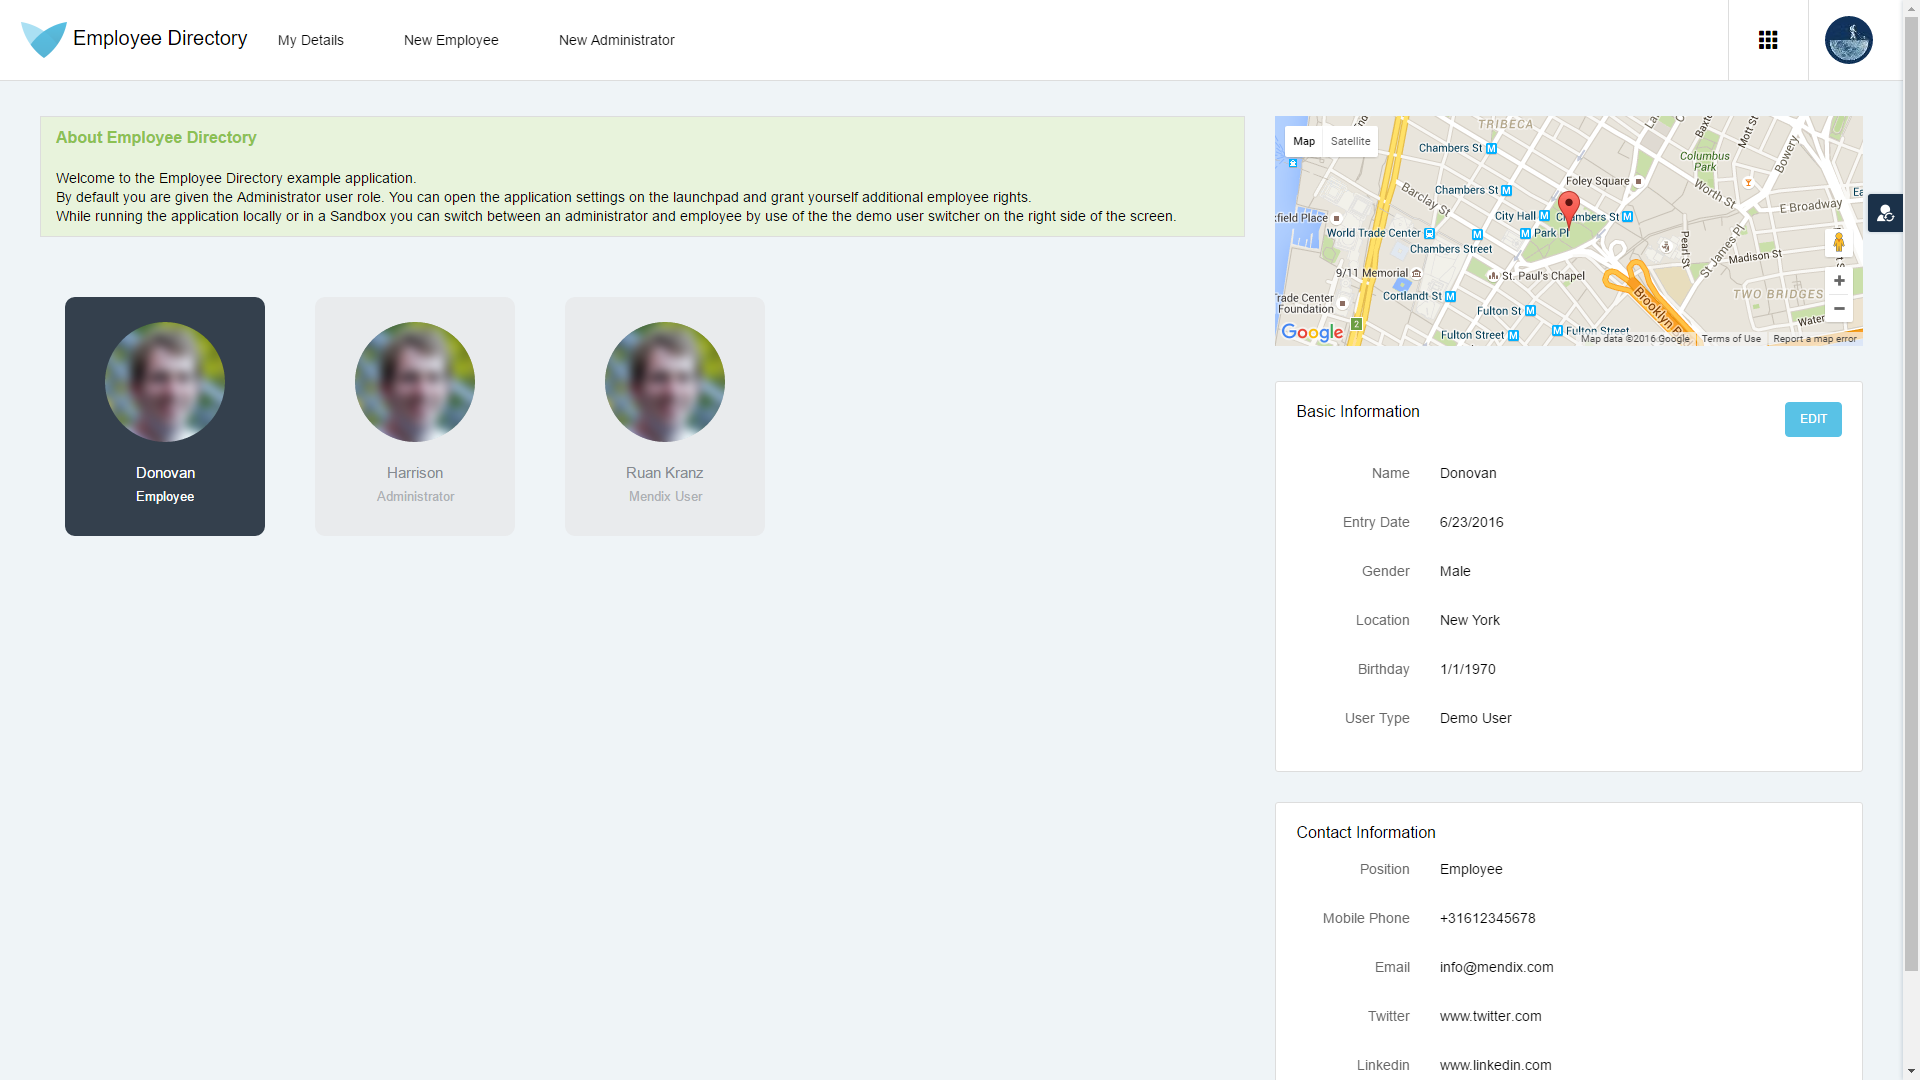 Employee Directory
My Details
New Employee
New Administrator
About Employee Directory
Welcome to the Employee Directory example application.
By default you are given the Administrator user role. You can open the application settings on the launchpad and grant yourself additional employee rights.
While running the application locally or in a Sandbox you can switch between an administrator and employee by use of the the demo user switcher on the right side of the screen.
Donovan
Employee
Harrison
Administrator
Ruan Kranz
Mendix User
Map
Satellite
TRIBECA
Chambers St
Chambers St
Barclay St
Columbus
Park
Worth St
Mott St
Bowery
Foley Square
City Hall
Chambers St
E Broadway
field Place
World Trade Center
Park Pl
Chambers Street
Pearl St
St James Pl
Madison St
9/11 Memorial
St. Paul's Chapel
Cortlandt St
TWO BRIDGES
rade Center
Foundation
Fulton St
Water
Fulton Street
Fulton Street
Google
2
Map data ©2016 Google
Terms of Use
Report a map error
Basic Information
EDIT
Name Donovan
Entry Date 6/23/2016
Gender Male
Location New York
Birthday 1/1/1970
User Type Demo User
Contact Information
Position Employee
Mobile Phone +31612345678
Email info@mendix.com
Twitter www.twitter.com
Linkedin www.linkedin.com